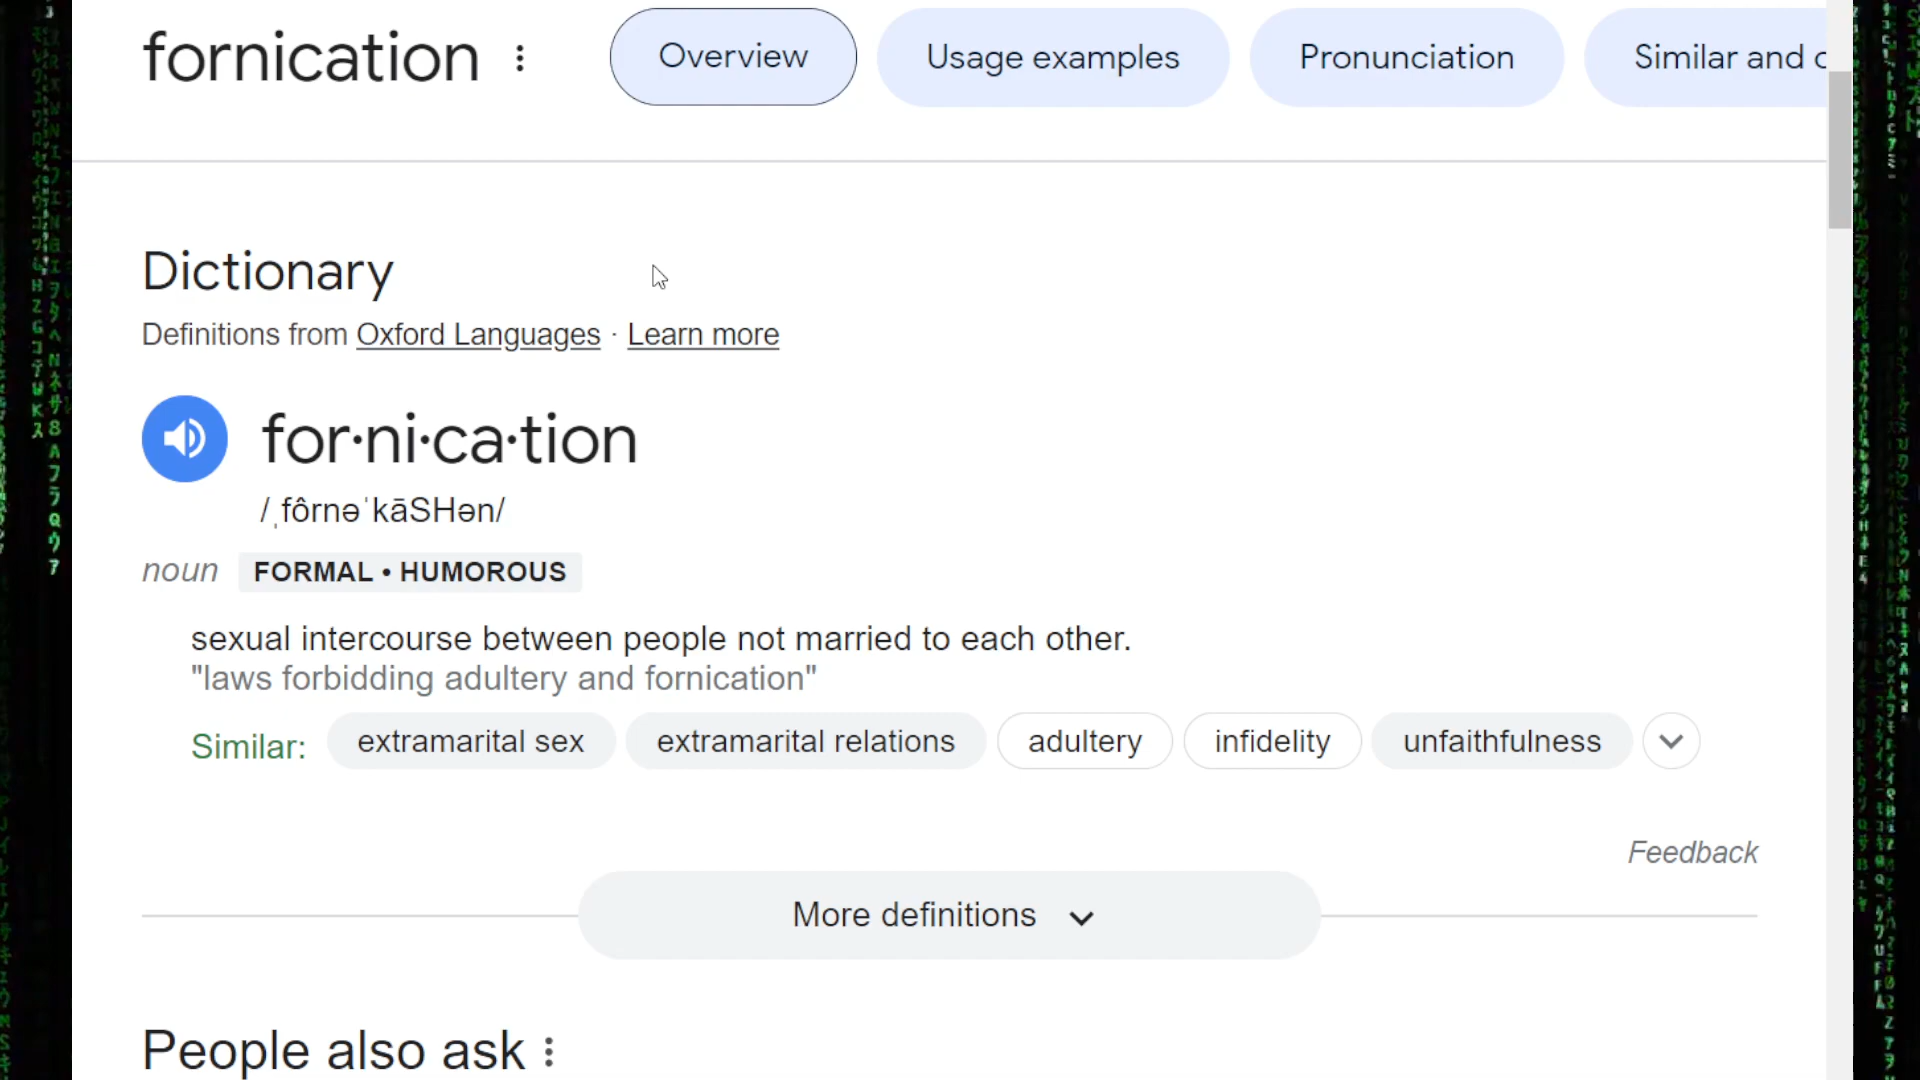 fornication
Overview
Usage examples
Pronunciation
Similar and
Dictionary
Definitions from Oxford Languages · Learn more
for·ni·ca·tion
/ˌfôrnəˈkāSHən/
noun FORMAL • HUMOROUS
sexual intercourse between people not married to each other.
"laws forbidding adultery and fornication"
Similar: extramarital sex extramarital relations adultery infidelity unfaithfulness
Feedback
More definitions
People also ask